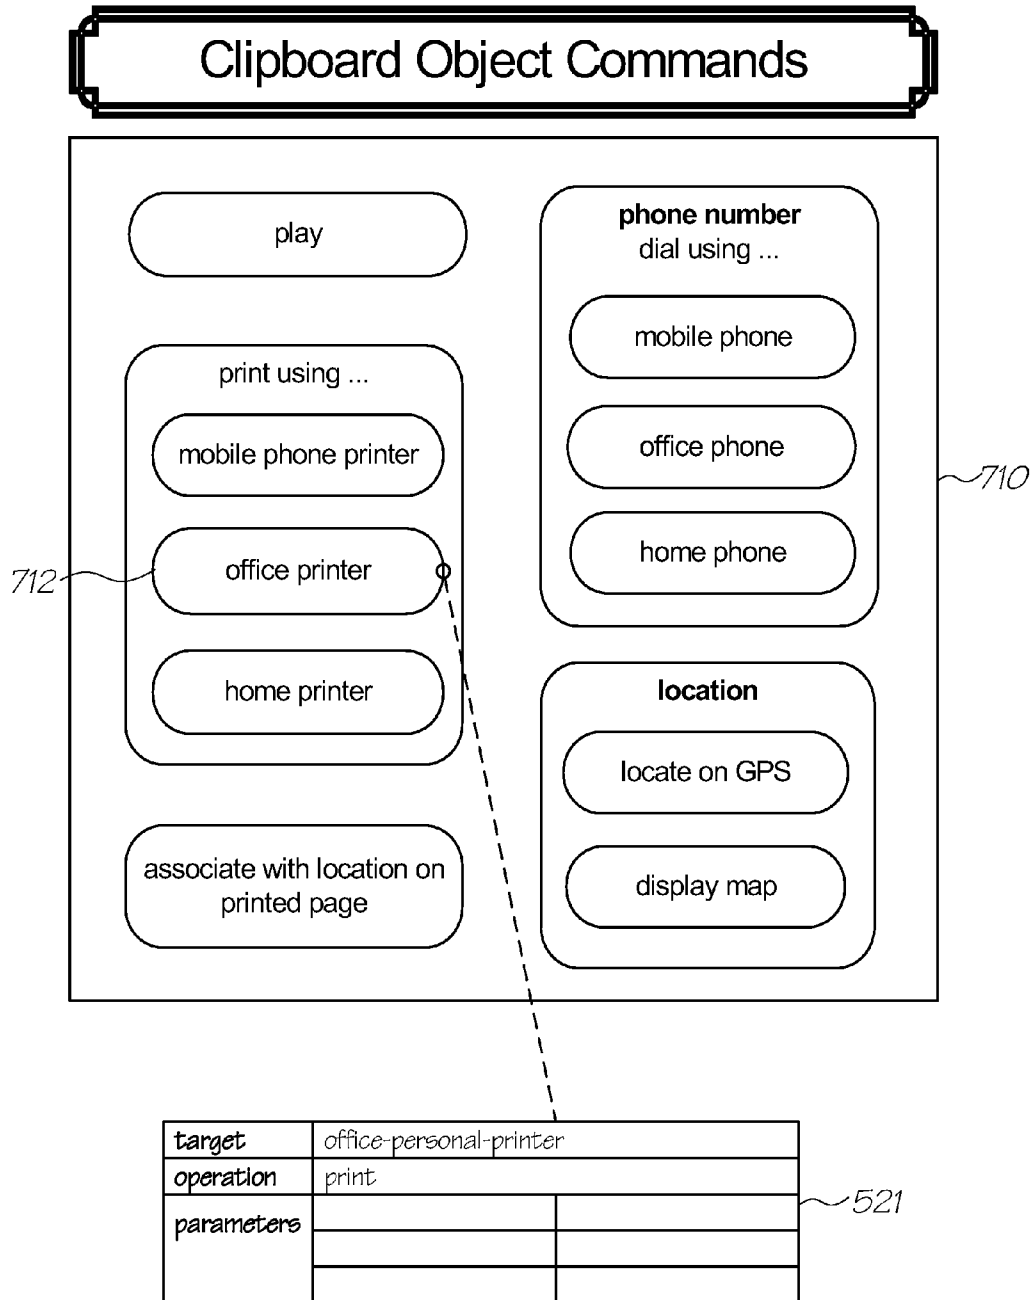 Clipboard Object Commands
play
print using ...
mobile phone printer
office printer
home printer
associate with location on
printed page
phone number
dial using ...
mobile phone
office phone
home phone
location
locate on GPS
display map
710
712
target office-personal-printer
operation print
parameters
521